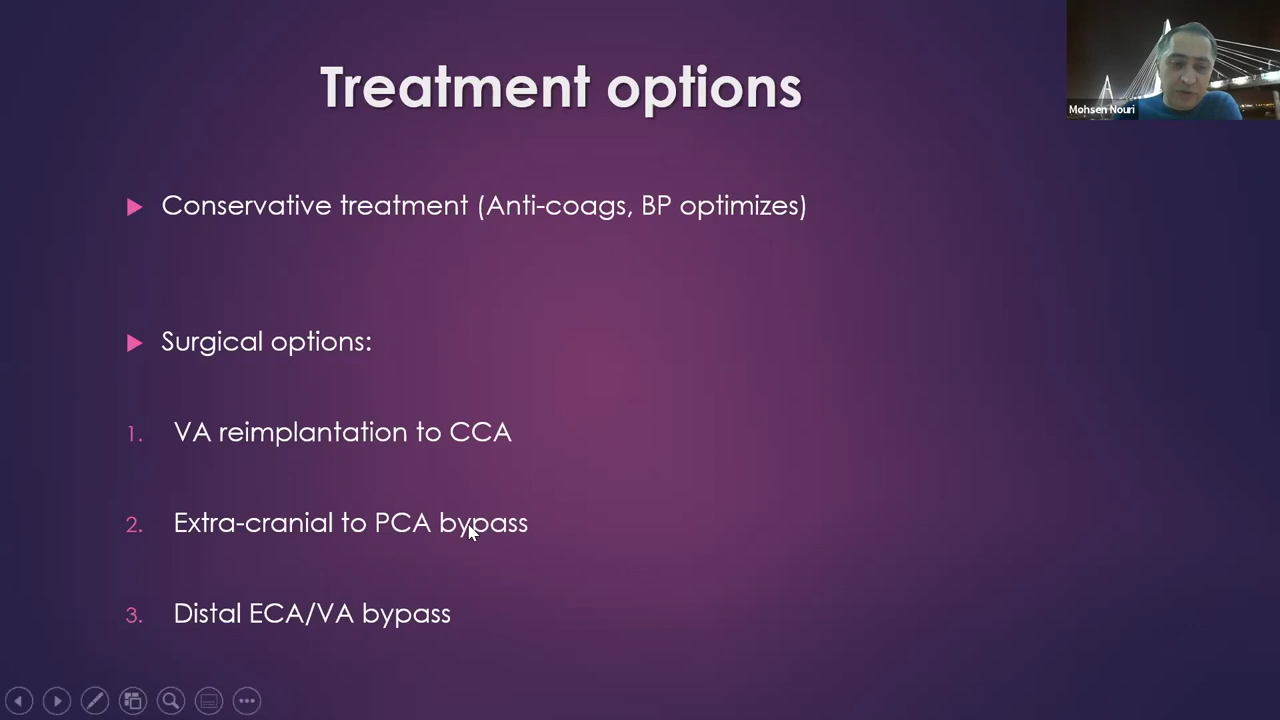 Treatment options
Mohsen Nouri
Conservative treatment (Anti-coags, BP optimizes)
Surgical options:
1. VA reimplantation to CCA
2. Extra-cranial to PCA bypass
3. Distal ECA/VA bypass